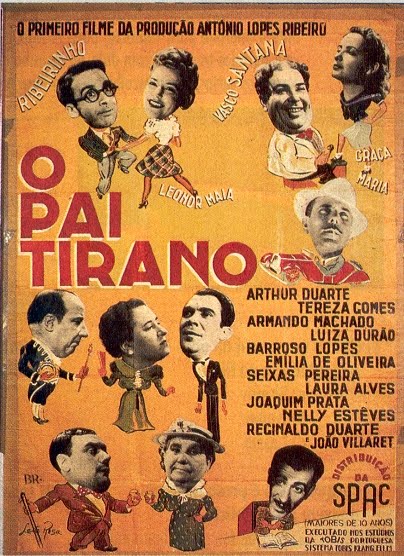 O PRIMEIRO FILME DA PRODUÇÃO ANTÓNIO LOPES RIBEIRO
RIBEIRINHO
LEONOR MAIA
VASCO SANTANA
GRAÇA
MARIA
O
PAI
TIRANO
ARTHUR DUARTE
TEREZA GOMES
ARMANDO MACHADO
LUIZA DURÃO
BARROSO LOPES
EMILIA DE OLIVEIRA
SEIXAS PEREIRA
LAURA ALVES
JOAQUIM PRATA
NELLY ESTÊVES
REGINALDO DUARTE
E JOÃO VILLARET
DISTRIBUIÇÃO
DA
SPAC
(MAIORES DE 10 ANOS)
EXECUTADO NOS ESTÚDIOS
DA TOBIS PORTUGUESA
SISTEMA TOBIS KLANG FILM
BR-